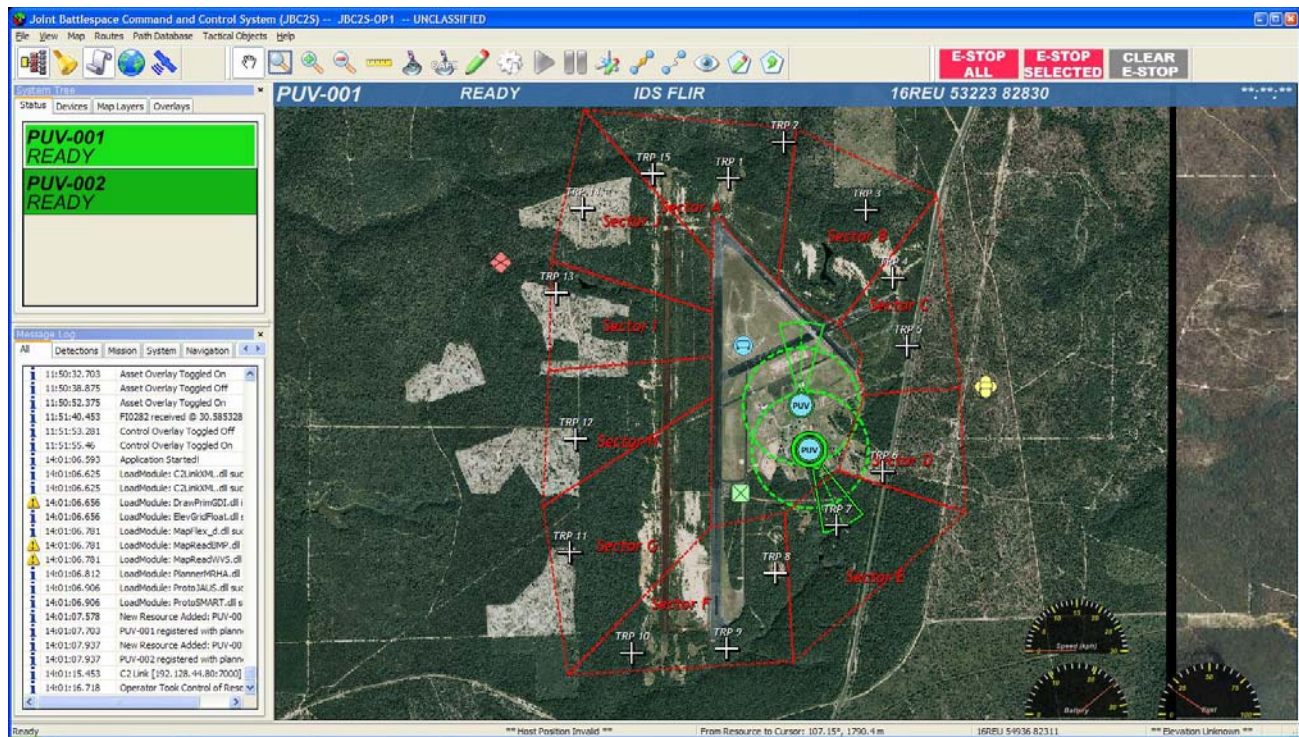 Joint Battlespace Command and Control System (JBC2S) -- JBC2S-OP1 -- UNCLASSIFIED
File View Map Routes Path Database Tactical Objects Help
E-STOP ALL
E-STOP SELECTED
CLEAR E-STOP
System Tree
Status Devices Map Layers Overlays
PUV-001
READY
PUV-002
READY
Message Log
All Detections Mission System Navigation
11:50:32.703 Asset Overlay Toggled On
11:50:38.875 Asset Overlay Toggled Off
11:50:52.375 Asset Overlay Toggled On
11:51:40.453 FI0282 received @ 30.585328
11:51:53.281 Control Overlay Toggled Off
11:51:55.46 Control Overlay Toggled On
14:01:06.593 Application Started!
14:01:06.625 LoadModule: C2LinkXML.dll suc
14:01:06.625 LoadModule: C2LinkXML.dll suc
14:01:06.656 LoadModule: DrawPrimGDI.dll i
14:01:06.656 LoadModule: ElevGridFloat.dll s
14:01:06.781 LoadModule: MapFlex_d.dll suc
14:01:06.781 LoadModule: MapReadBMP.dll
14:01:06.781 LoadModule: MapReadWVS.dll
14:01:06.812 LoadModule: PlannerMRHA.dll
14:01:06.906 LoadModule: ProtoJAUS.dll suc
14:01:06.906 LoadModule: ProtoSMART.dll s
14:01:07.578 New Resource Added: PUV-00
14:01:07.703 PUV-001 registered with plann
14:01:07.937 New Resource Added: PUV-00
14:01:07.937 PUV-002 registered with plann
14:01:15.453 C2 Link [192.128.44.80:7000]
14:01:16.718 Operator Took Control of Rese
PUV-001 READY IDS FLIR 16REU 53223 82830 **:**:**
TRP 2
TRP 15
TRP 1
TRP 14
TRP 3
Sector A
Sector J
Sector B
TRP 4
TRP 13
Sector C
Sector I
TRP 5
PUV
TRP 12
Sector H
PUV
TRP 6
Sector D
TRP 7
TRP 11
Sector G
TRP 8
Sector E
Sector F
TRP 10
TRP 9
Speed (kph)
Battery
Fuel
Ready ** Host Position Invalid ** From Resource to Cursor: 107.15°, 1790.4 m 16REU 54936 82311 ** Elevation Unknown **